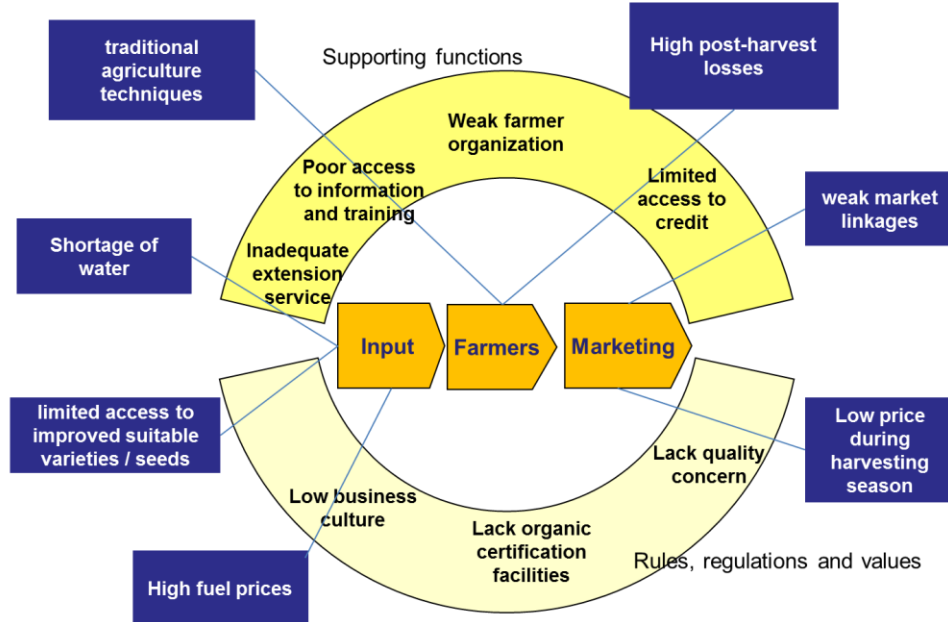 traditional
agriculture
techniques
Supporting functions
High post-harvest
losses
Weak farmer
organization
Poor access
to information
and training
Limited
access to
credit
weak market
linkages
Shortage of
water
Inadequate
extension
service
Input
Farmers
Marketing
limited access to
improved suitable
varieties / seeds
Low price
during
harvesting
season
Lack quality
concern
Low business
culture
Lack organic
certification
facilities
Rules, regulations and values
High fuel prices